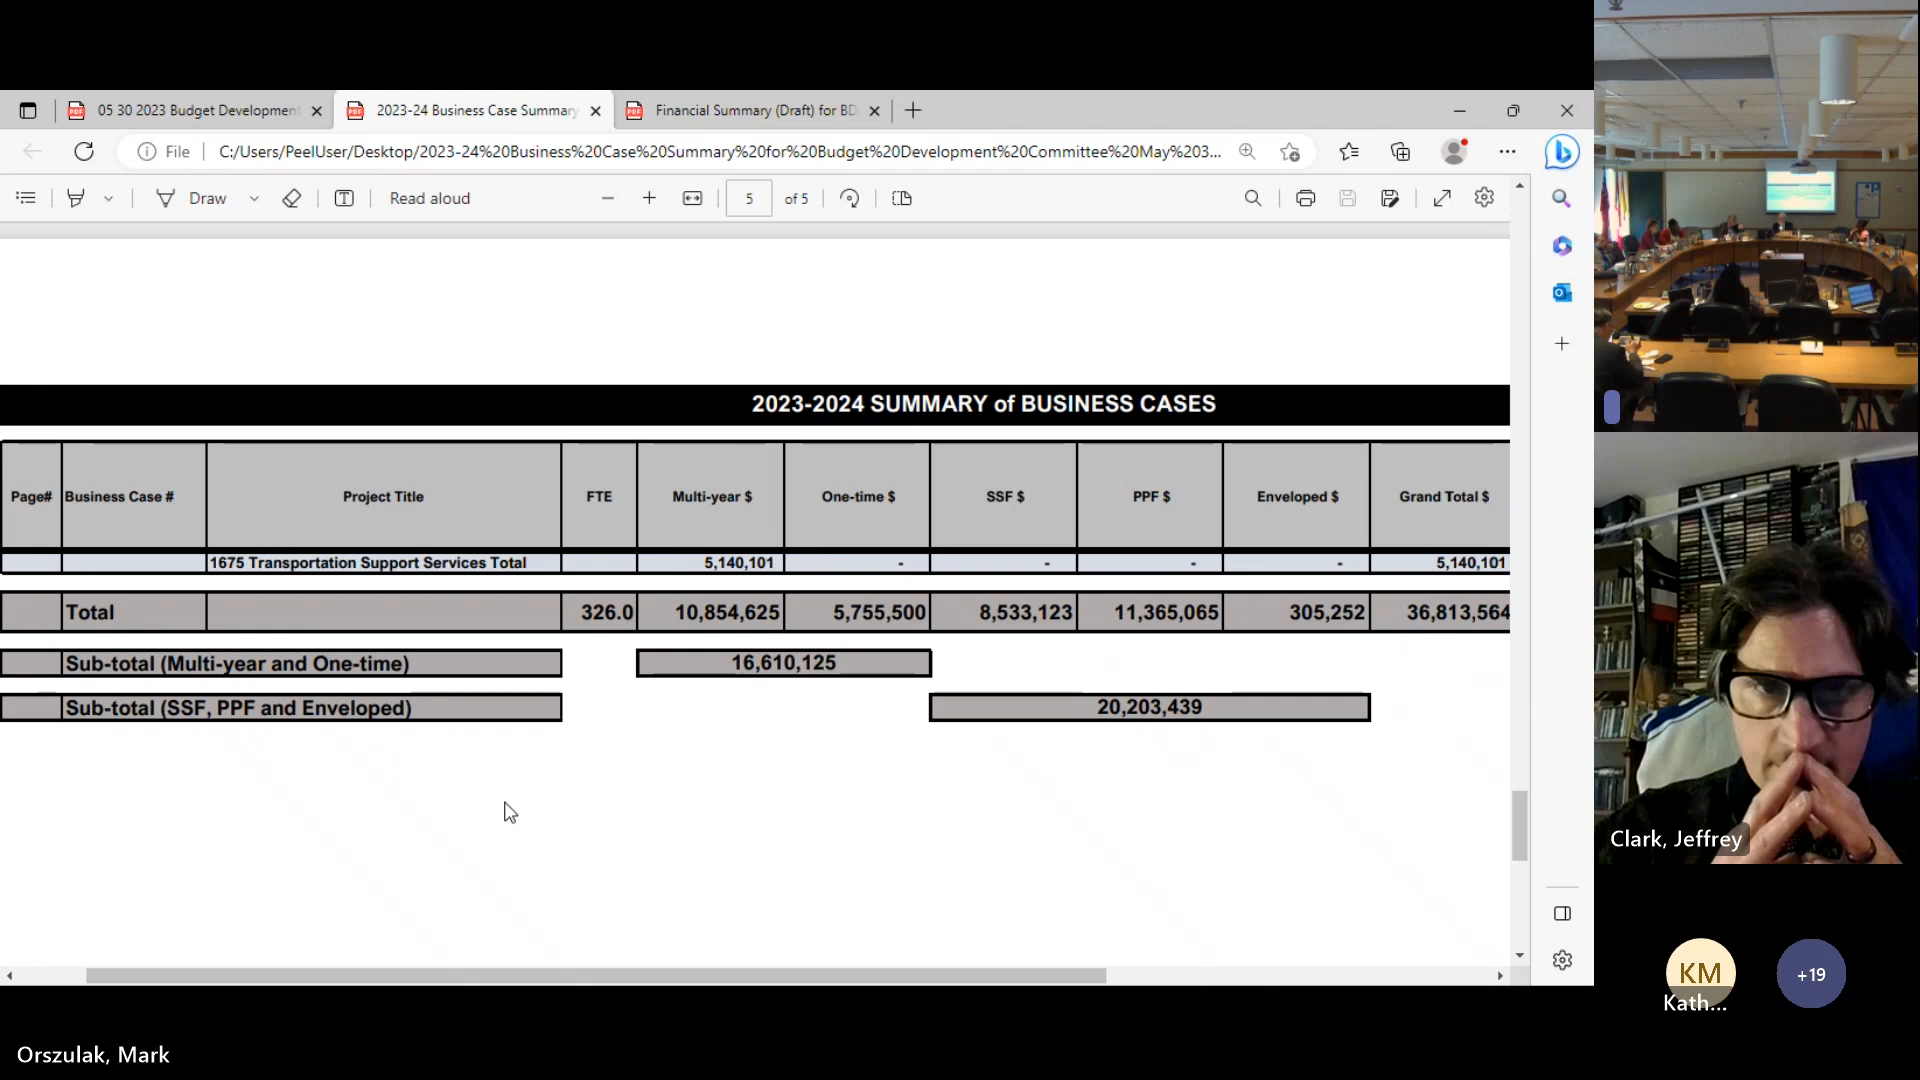 05 30 2023 Budget Development
2023-24 Business Case Summary
Financial Summary (Draft) for BD
File
C:/Users/PeelUser/Desktop/2023-24%20Business%20Case%20Summary%20for%20Budget%20Development%20Committee%20May%203...
Draw
Read aloud
5
of 5
2023-2024 SUMMARY of BUSINESS CASES
Page# Business Case # Project Title FTE Multi-year $ One-time $ SSF $ PPF $ Enveloped $ Grand Total $
1675 Transportation Support Services Total 5,140,101 - - - - 5,140,101
Total 326.0 10,854,625 5,755,500 8,533,123 11,365,065 305,252 36,813,564
Sub-total (Multi-year and One-time) 16,610,125
Sub-total (SSF, PPF and Enveloped) 20,203,439
Clark, Jeffrey
KM
Kath...
+19
Orszulak, Mark